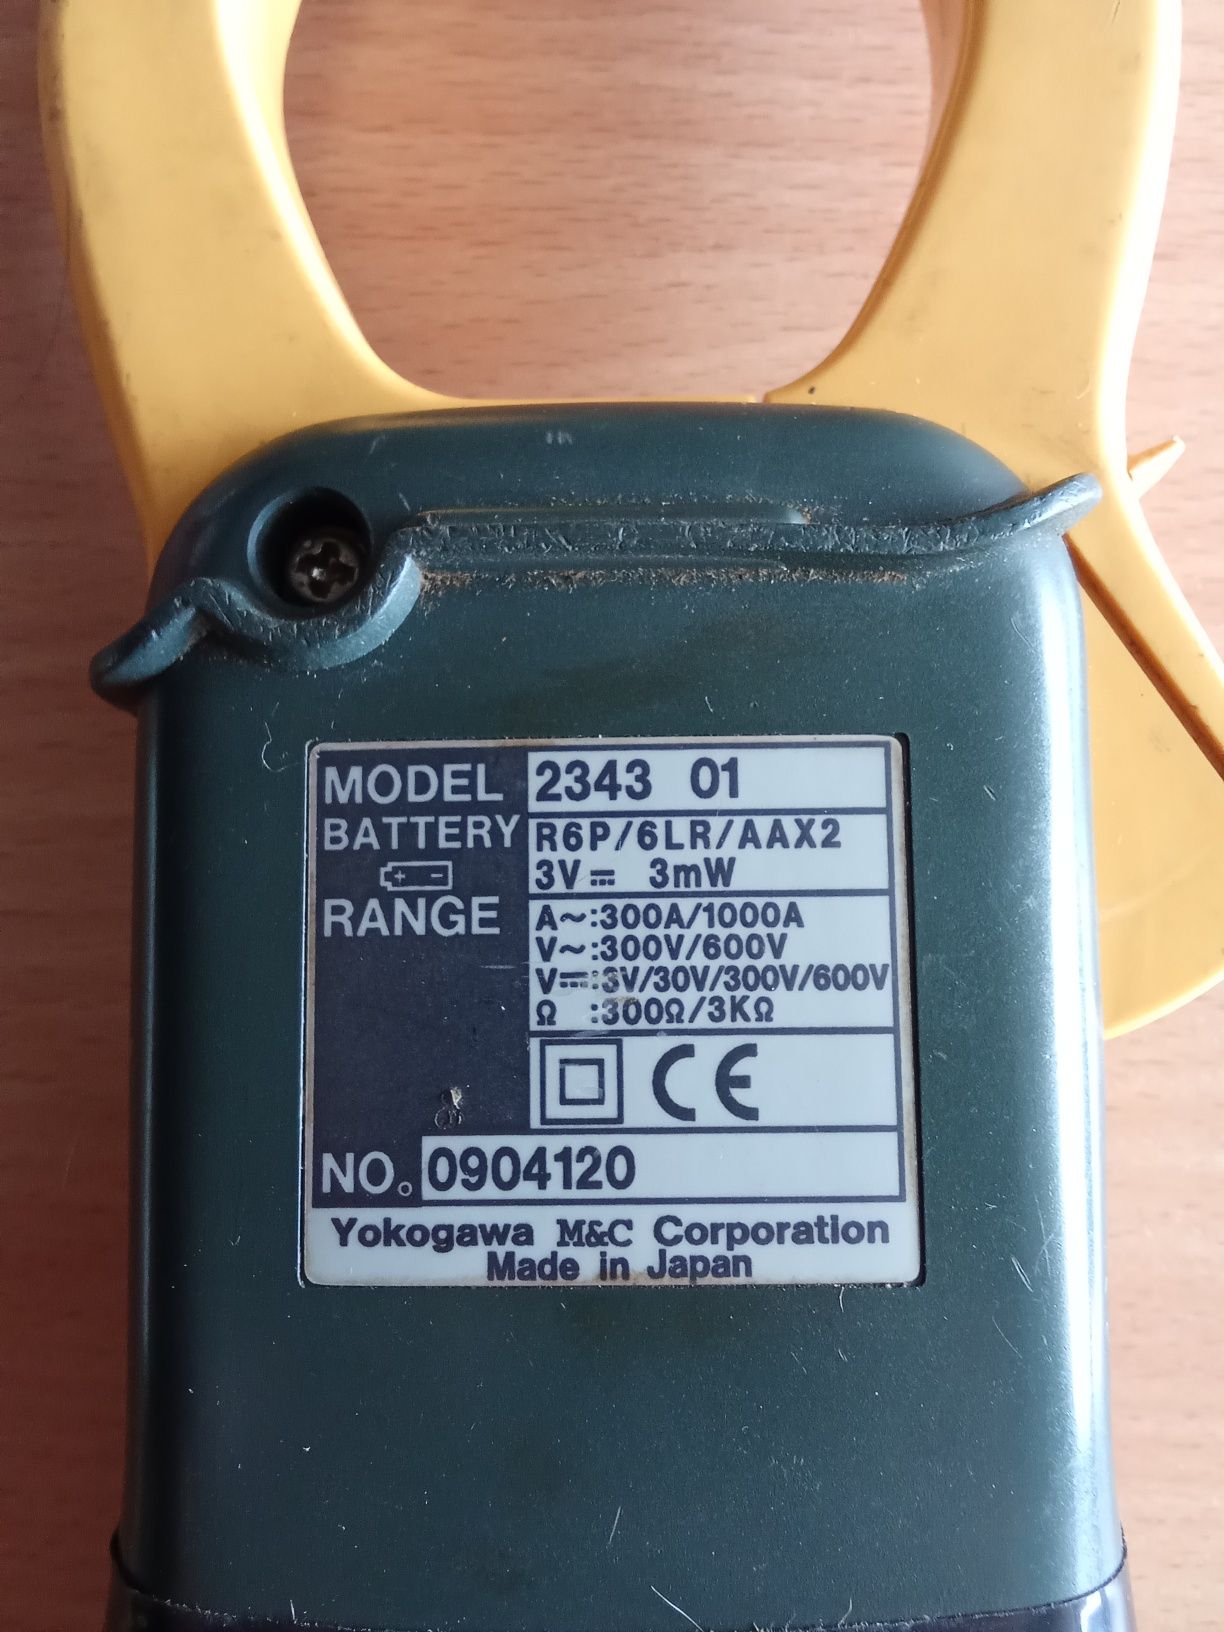 MODEL 2343 01
BATTERY R6P/6LR/AAX2
+ - 3V⎓ 3mW
RANGE A~:300A/1000A
V~:300V/600V
V⎓:3V/30V/300V/600V
Ω :300Ω/3KΩ
CE
NO. 0904120
Yokogawa M&C Corporation
Made in Japan